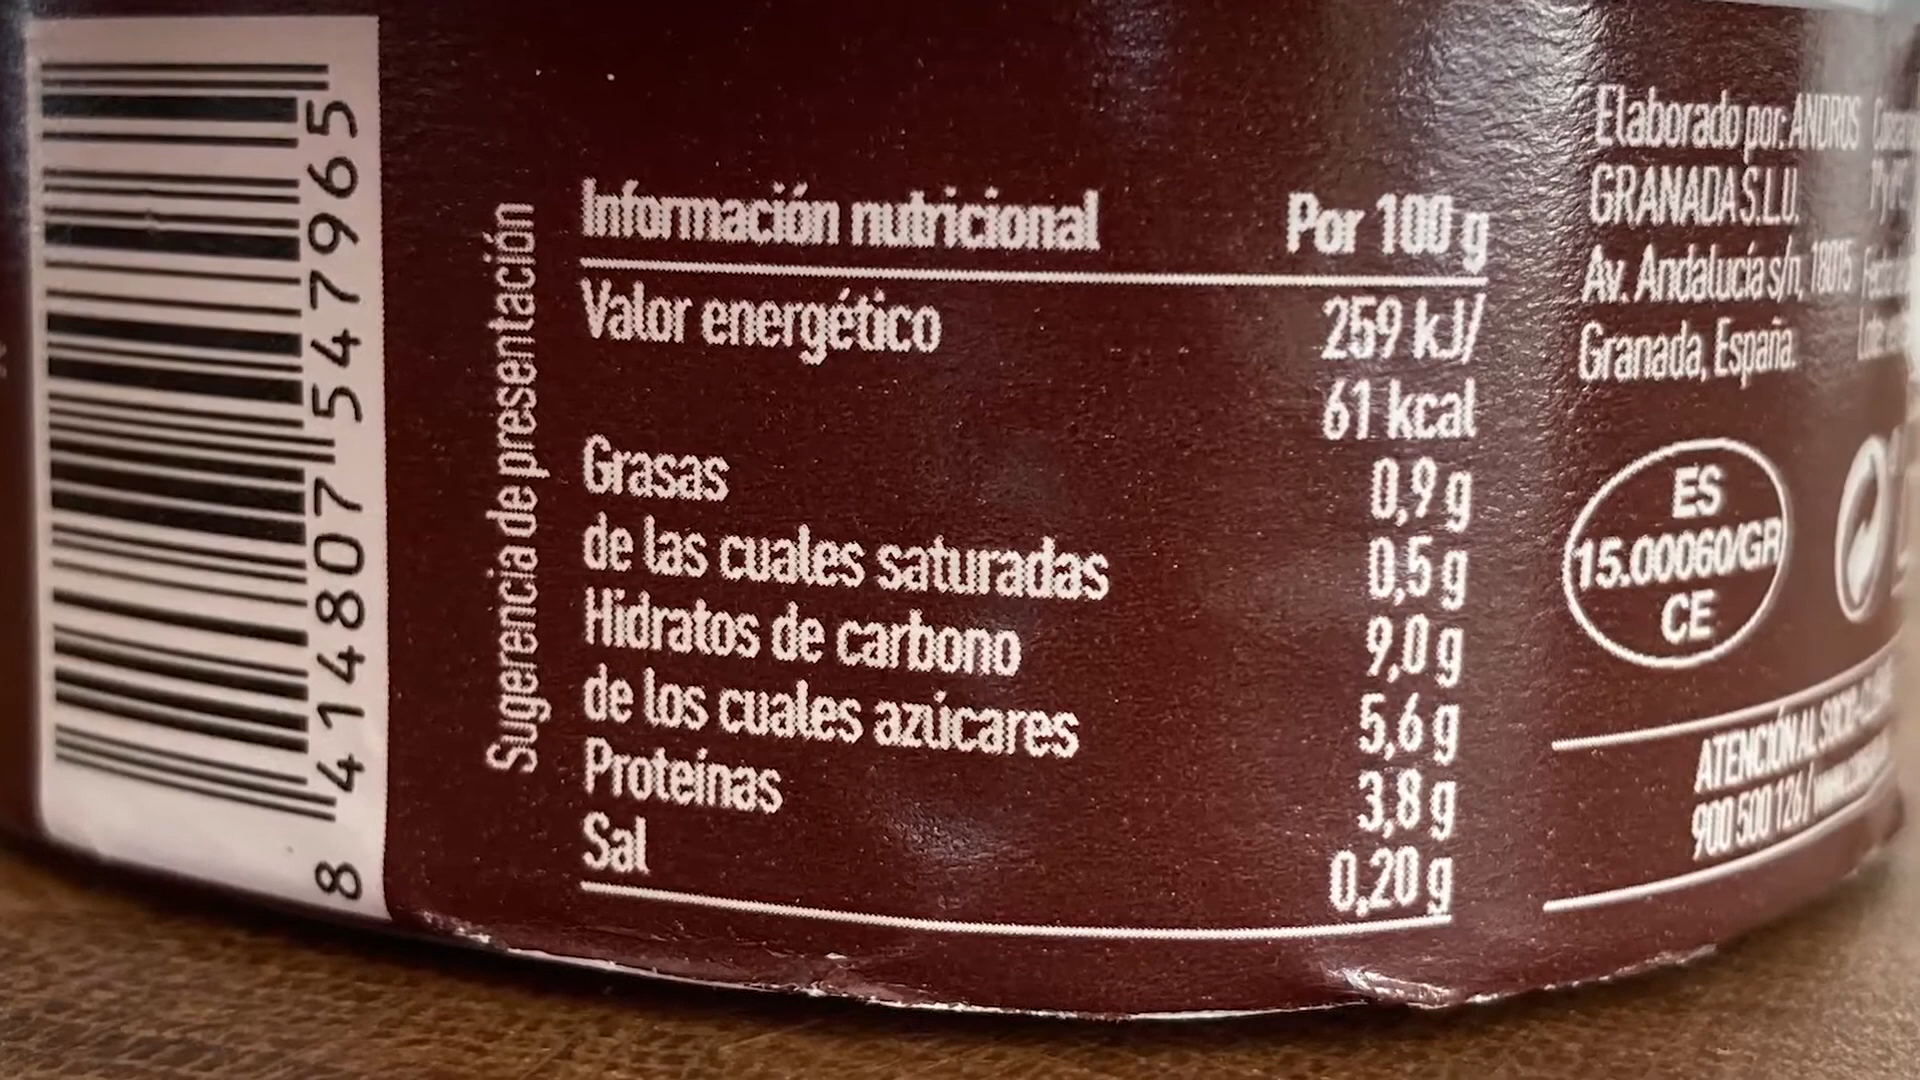 8 414807 547965
Sugerencia de presentación
Información nutricional Por 100 g
Valor energético 259 kJ/
61 kcal
Grasas 0,9 g
de las cuales saturadas 0,5 g
Hidratos de carbono 9,0 g
de los cuales azúcares 5,6 g
Proteínas 3,8 g
Sal 0,20 g
Elaborado por: ANDROS
GRANADA S.L.U.
Av. Andalucía s/n, 18015
Granada, España.
ES
15.00060/GR
CE
ATENCIÓN AL
900 500 126 /